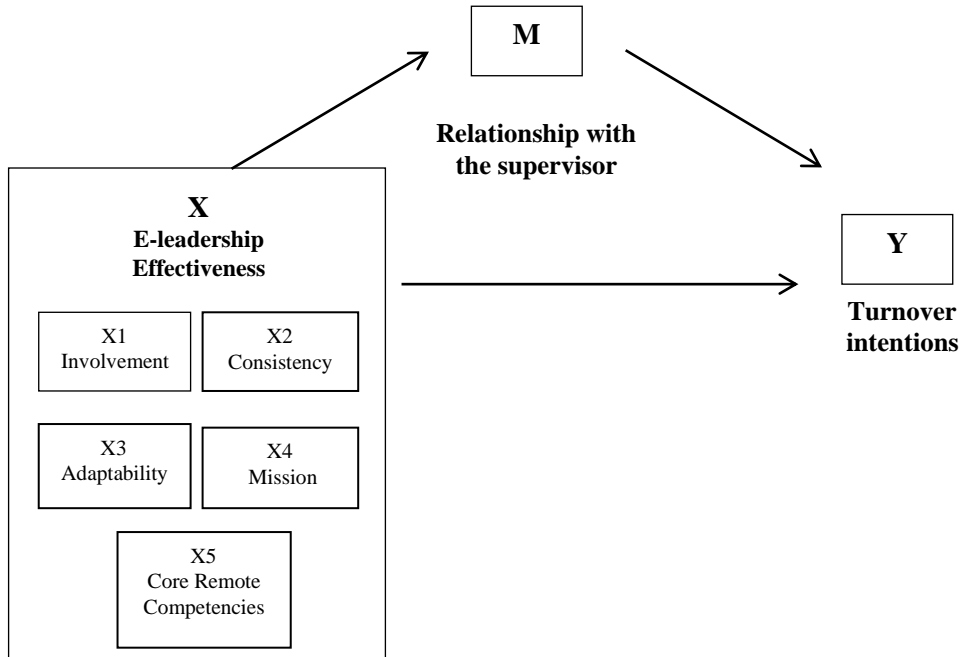 M
Relationship with
the supervisor
X
E-leadership
Effectiveness
X1
Involvement
X2
Consistency
X3
Adaptability
X4
Mission
X5
Core Remote
Competencies
Y
Turnover
intentions